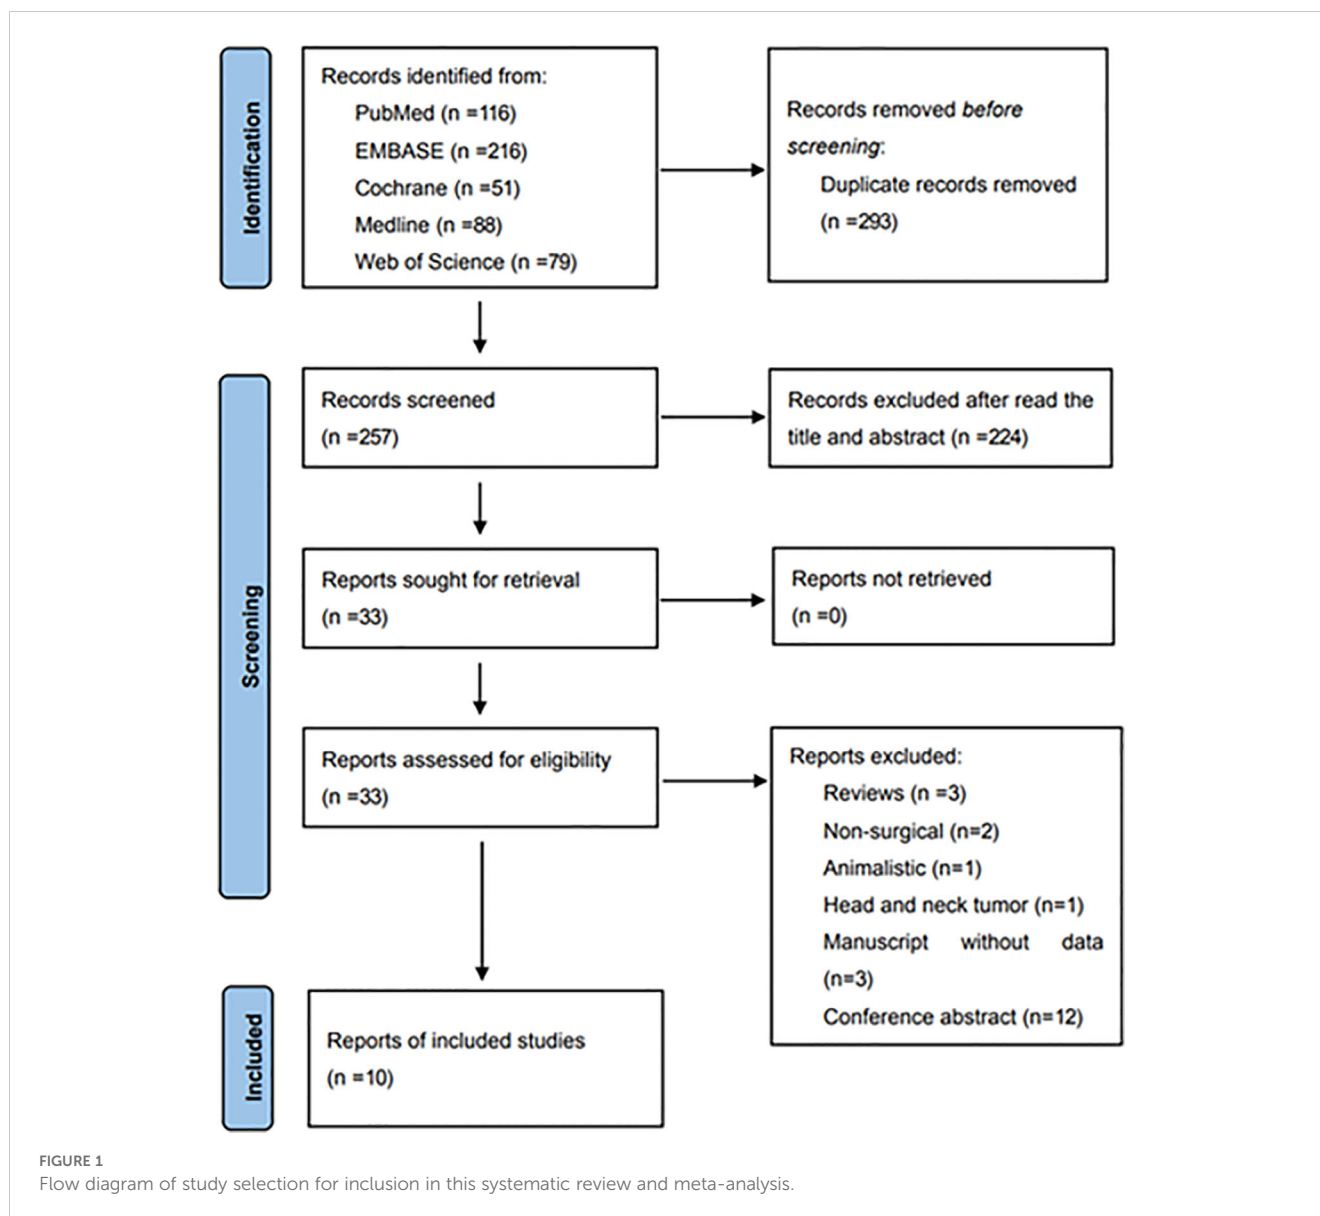 Identification
Records identified from:
PubMed (n =116)
EMBASE (n =216)
Cochrane (n =51)
Medline (n =88)
Web of Science (n =79)
Records removed before
screening:
Duplicate records removed
(n =293)
Screening
Records screened
(n =257)
Records excluded after read the
title and abstract (n =224)
Reports sought for retrieval
(n =33)
Reports not retrieved
(n =0)
Reports assessed for eligibility
(n =33)
Reports excluded:
Reviews (n =3)
Non-surgical (n=2)
Animalistic (n=1)
Head and neck tumor (n=1)
Manuscript without data
(n=3)
Conference abstract (n=12)
Included
Reports of included studies
(n =10)
FIGURE 1
Flow diagram of study selection for inclusion in this systematic review and meta-analysis.